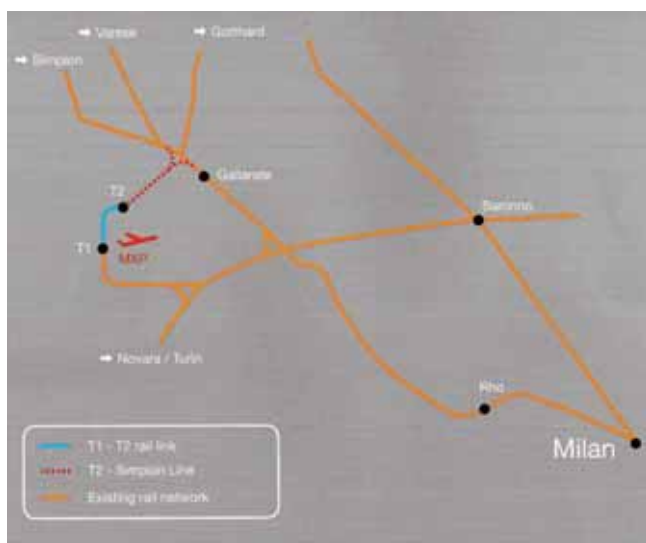 → Varese
→ Gotthard
→ Simplon
Gallarate
T2
Saronno
T1
MXP
→ Novara / Turin
Rho
Milan
T1 - T2 rail link
T2 - Simplon Line
Existing rail network